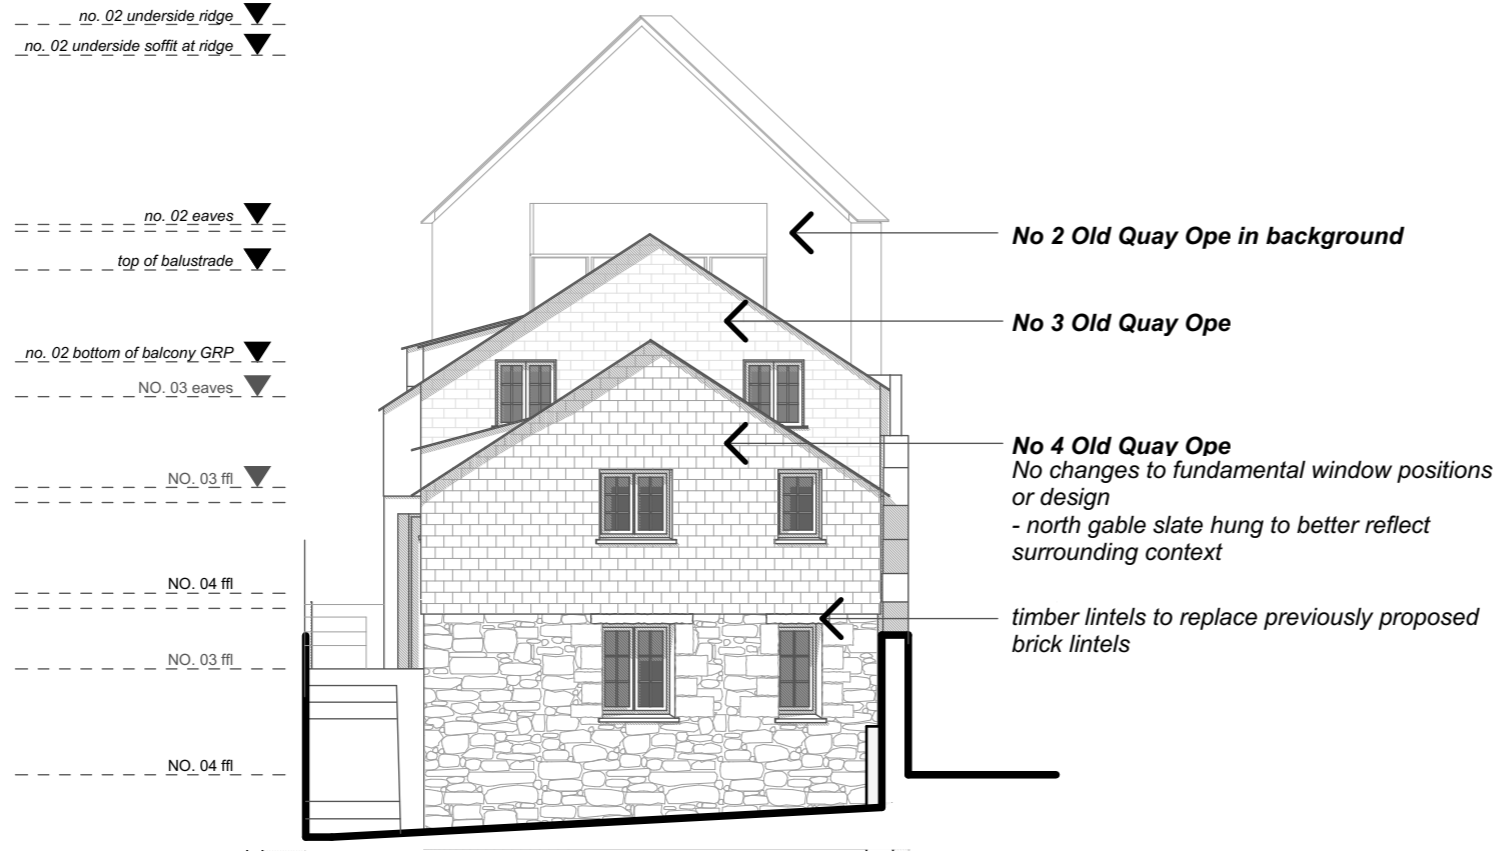 no. 02 underside ridge
no. 02 underside soffit at ridge
no. 02 eaves
top of balustrade
no. 02 bottom of balcony GRP
NO. 03 eaves
NO. 03 ffl
NO. 04 ffl
NO. 03 ffl
NO. 04 ffl
No 2 Old Quay Ope in background
No 3 Old Quay Ope
No 4 Old Quay Ope
No changes to fundamental window positions
or design
- north gable slate hung to better reflect
surrounding context
timber lintels to replace previously proposed
brick lintels